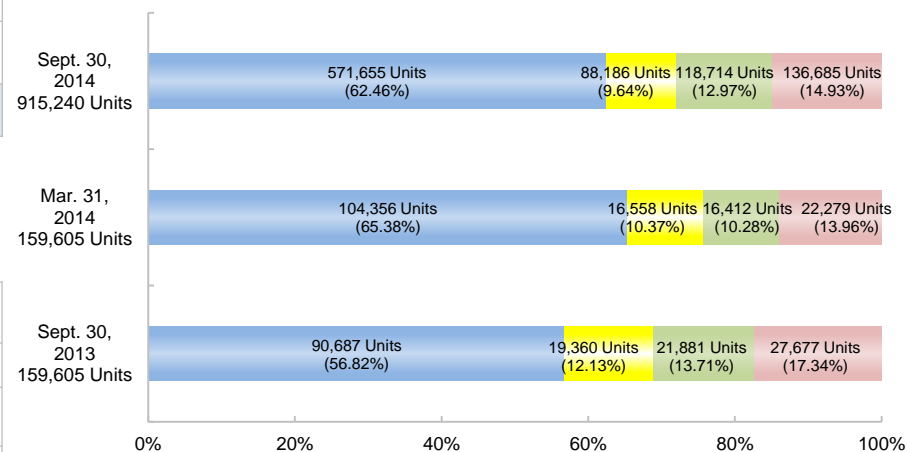 Sept. 30,
2014
915,240 Units
571,655 Units
(62.46%)
88,186 Units
(9.64%)
118,714 Units
(12.97%)
136,685 Units
(14.93%)
Mar. 31,
2014
159,605 Units
104,356 Units
(65.38%)
16,558 Units
(10.37%)
16,412 Units
(10.28%)
22,279 Units
(13.96%)
Sept. 30,
2013
159,605 Units
90,687 Units
(56.82%)
19,360 Units
(12.13%)
21,881 Units
(13.71%)
27,677 Units
(17.34%)
0% 20% 40% 60% 80% 100%